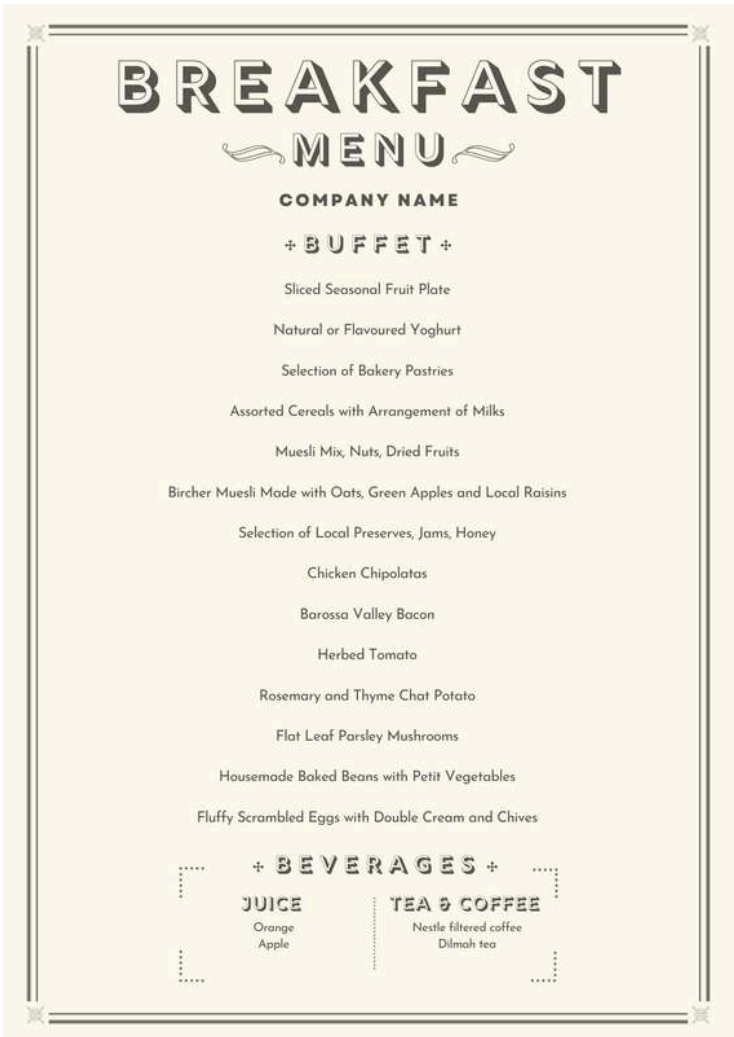 BREAKFAST
MENU
COMPANY NAME
BUFFET
Sliced Seasonal Fruit Plate
Natural or Flavoured Yoghurt
Selection of Bakery Pastries
Assorted Cereals with Arrangement of Milks
Muesli Mix, Nuts, Dried Fruits
Bircher Muesli Made with Oats, Green Apples and Local Raisins
Selection of Local Preserves, Jams, Honey
Chicken Chipolatas
Barossa Valley Bacon
Herbed Tomato
Rosemary and Thyme Chat Potato
Flat Leaf Parsley Mushrooms
Housemade Baked Beans with Petit Vegetables
Fluffy Scrambled Eggs with Double Cream and Chives
BEVERAGES
JUICE
Orange
Apple
TEA & COFFEE
Nestle filtered coffee
Dilmah tea